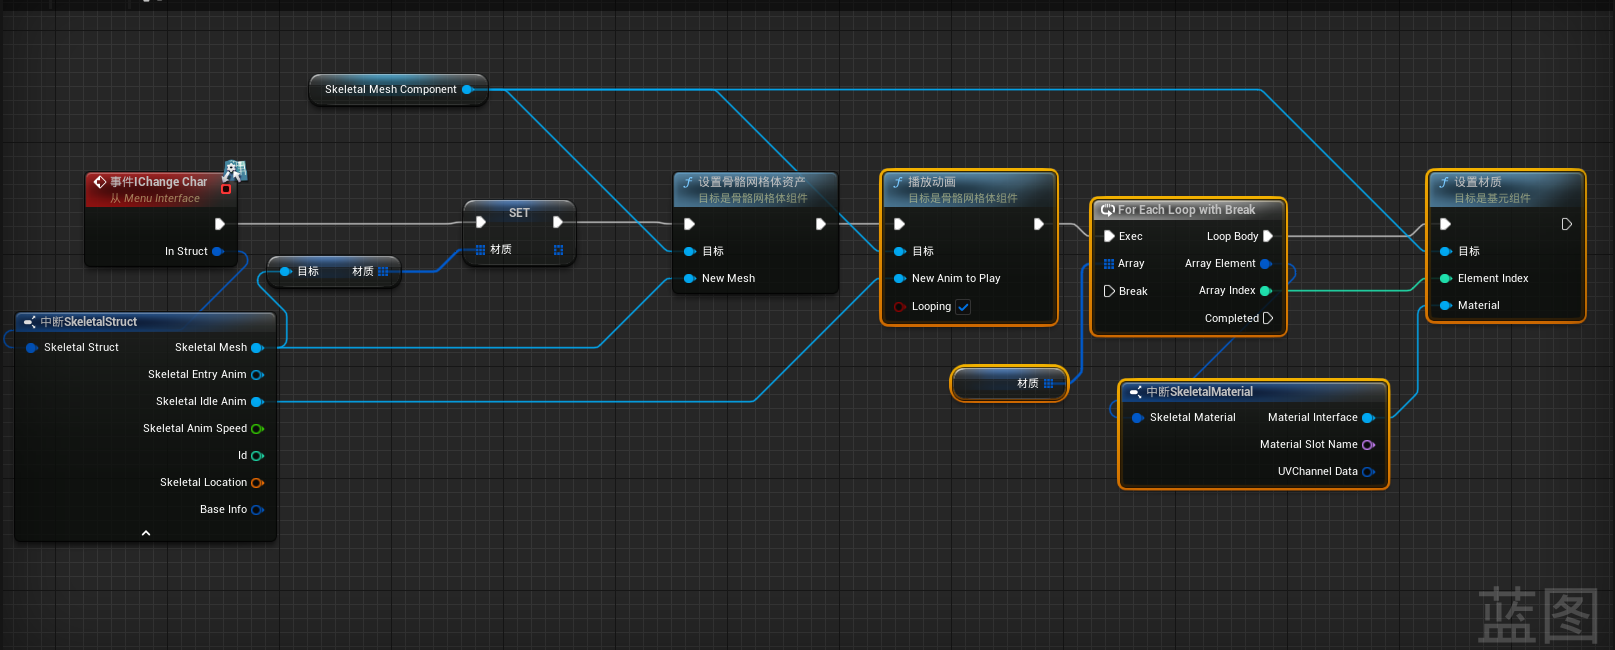 Skeletal Mesh Component
事件IChange Char
从 Menu Interface
In Struct
目标 材质
SET
材质
设置骨骼网格体资产
目标是骨骼网格体组件
目标
New Mesh
播放动画
目标是骨骼网格体组件
目标
New Anim to Play
Looping
For Each Loop with Break
Exec Loop Body
Array Array Element
Break Array Index
Completed
设置材质
目标是基元组件
目标
Element Index
Material
中断SkeletalStruct
Skeletal Struct Skeletal Mesh
Skeletal Entry Anim
Skeletal Idle Anim
Skeletal Anim Speed
Id
Skeletal Location
Base Info
材质
中断SkeletalMaterial
Skeletal Material Material Interface
Material Slot Name
UVChannel Data
蓝图